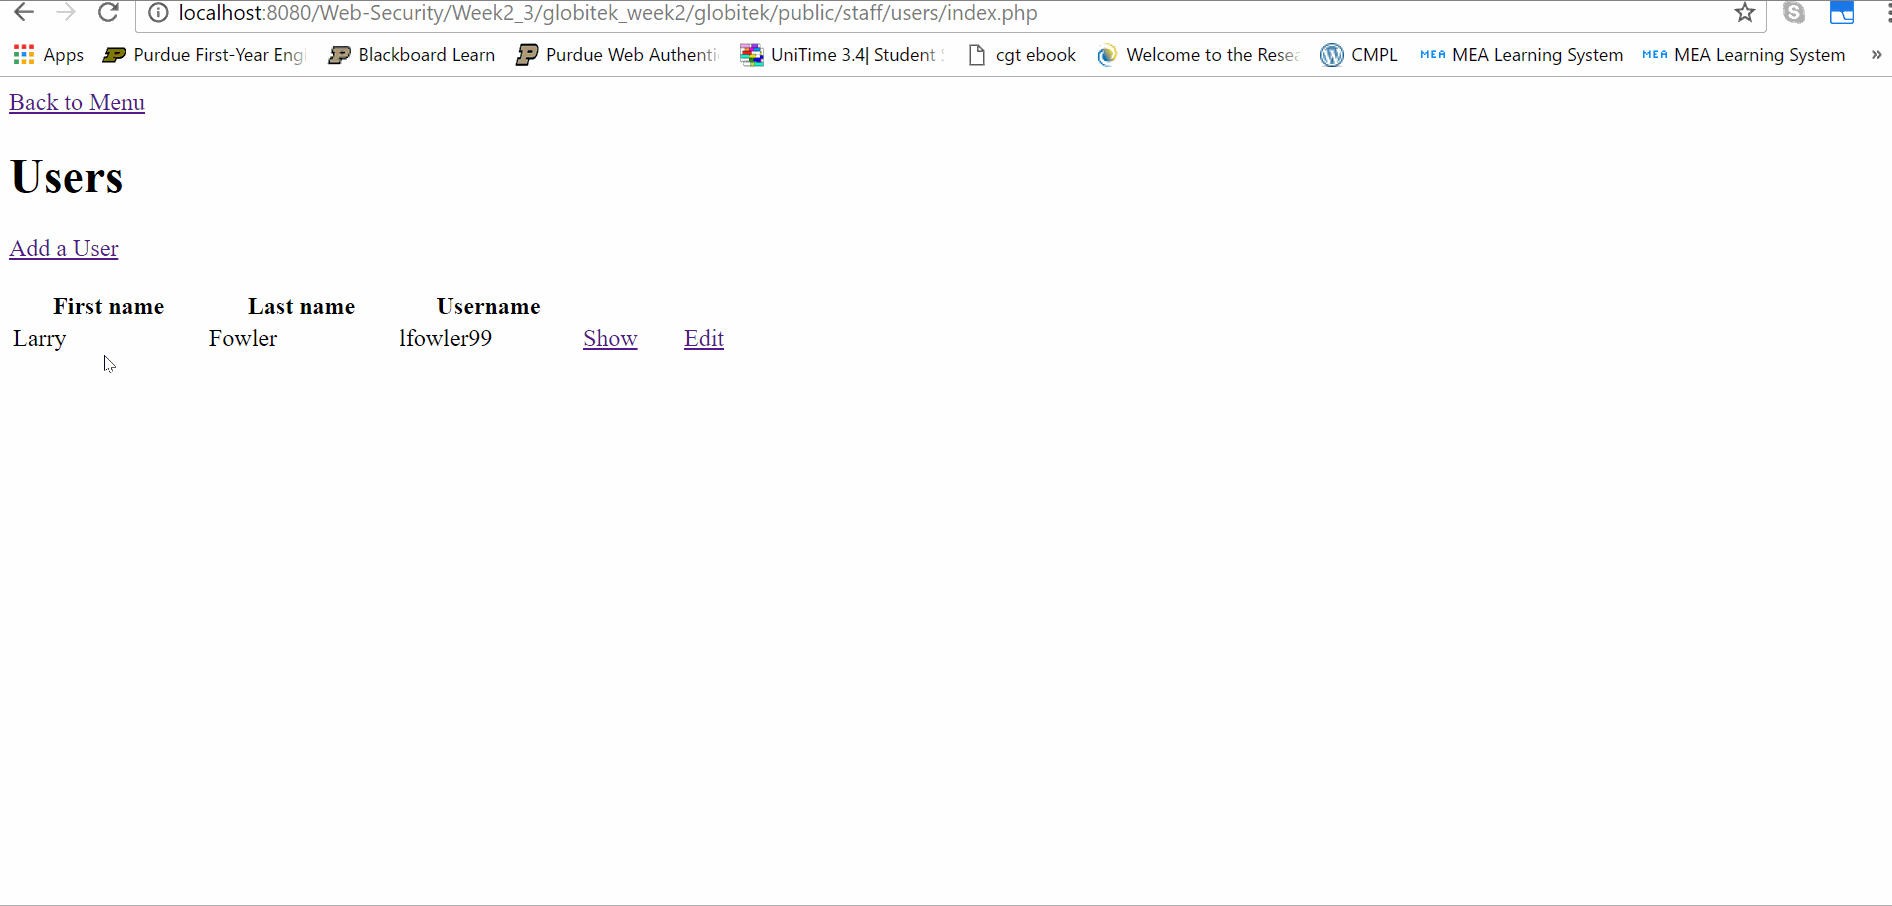 localhost:8080/Web-Security/Week2_3/globitek_week2/globitek/public/staff/users/index.php
Apps Purdue First-Year Eng Blackboard Learn Purdue Web Authenti UniTime 3.4| Student cgt ebook Welcome to the Resea CMPL MEA MEA Learning System MEA MEA Learning System »
Back to Menu
Users
Add a User
First name Last name Username
Larry Fowler lfowler99 Show Edit